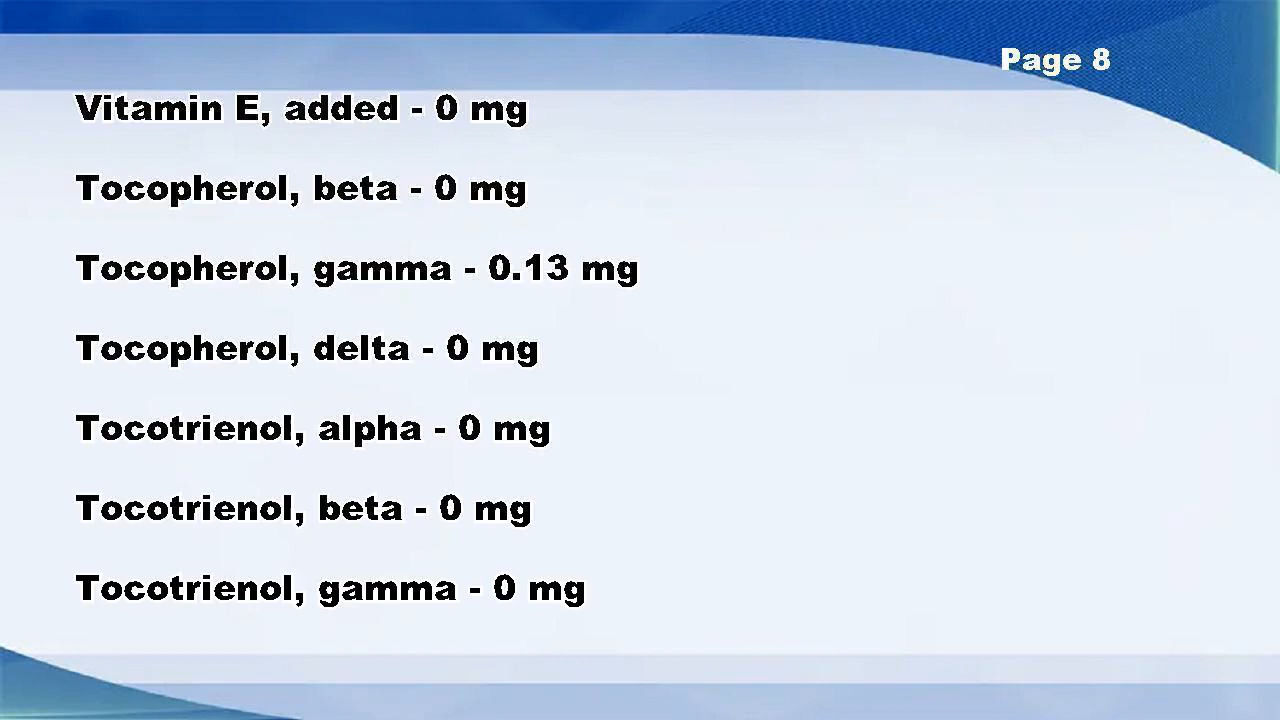 Page 8
Vitamin E, added - 0 mg
Tocopherol, beta - 0 mg
Tocopherol, gamma - 0.13 mg
Tocopherol, delta - 0 mg
Tocotrienol, alpha - 0 mg
Tocotrienol, beta - 0 mg
Tocotrienol, gamma - 0 mg